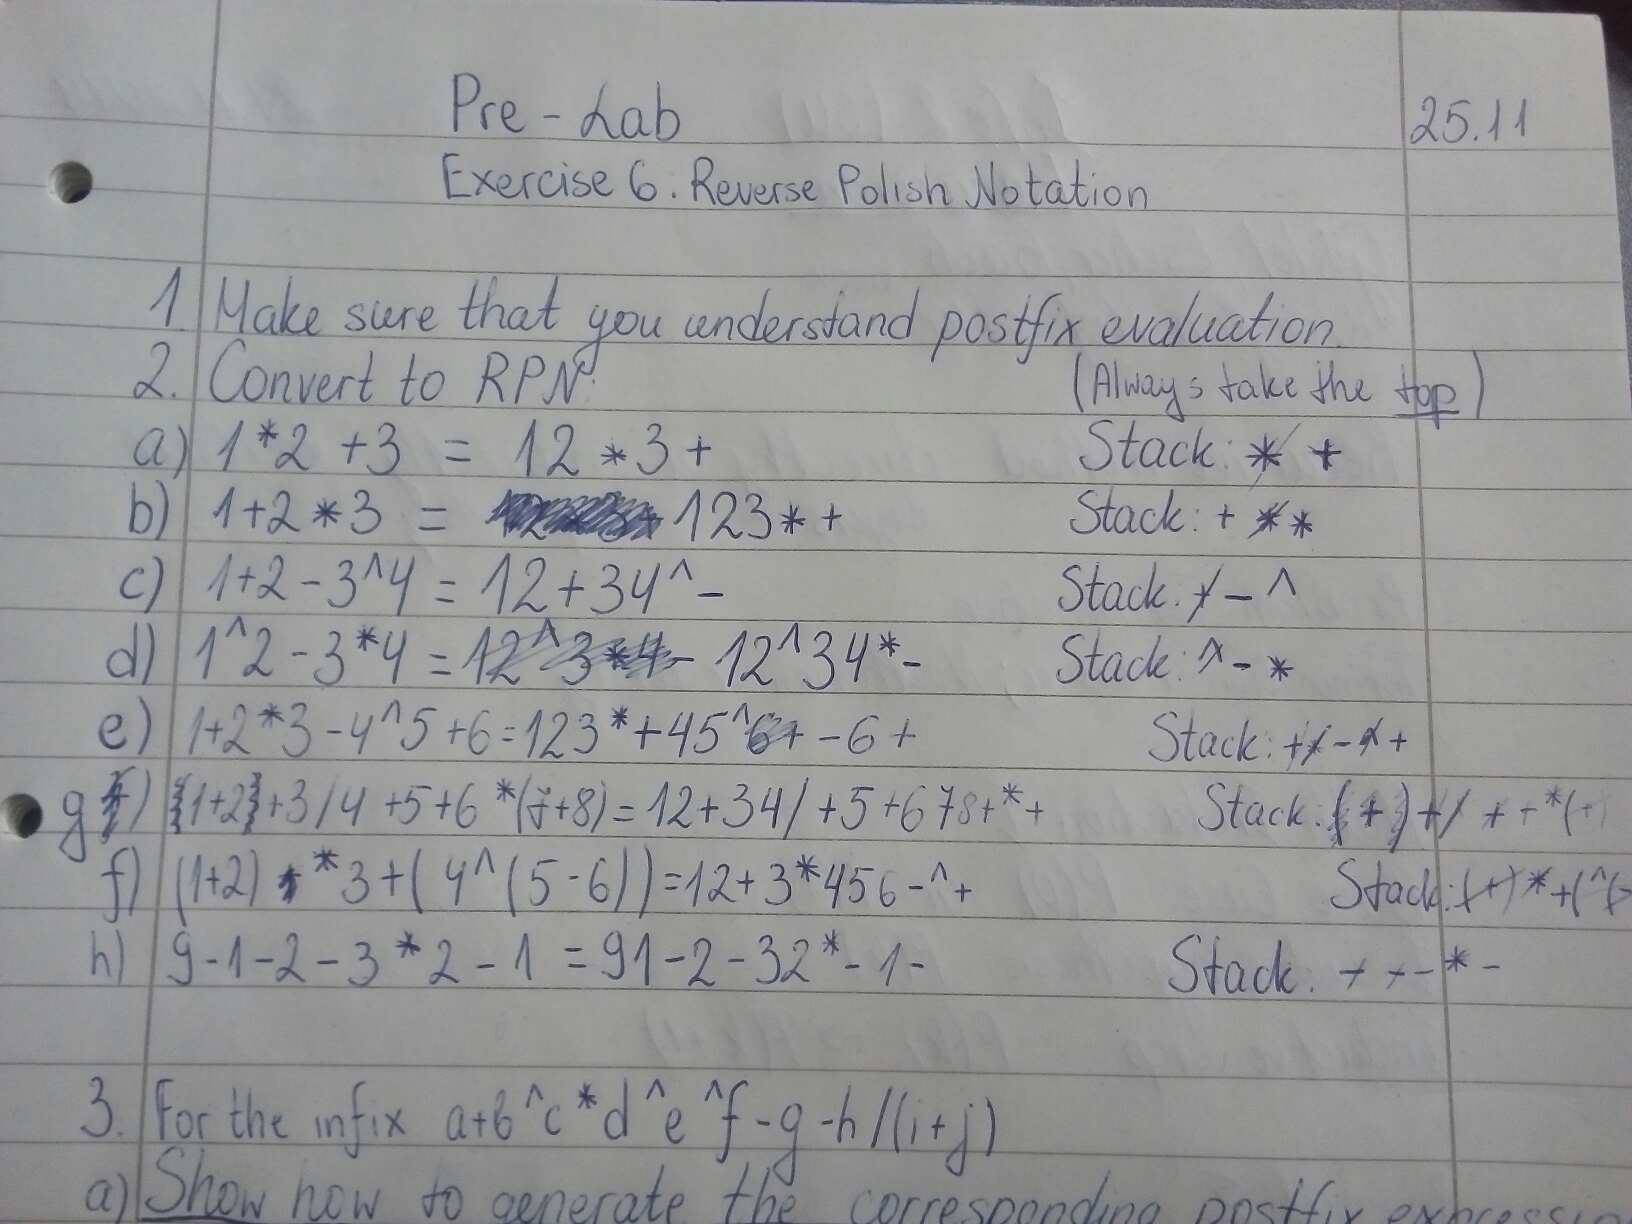 Pre-Lab
25.11
Exercise 6. Reverse Polish Notation
1. Make sure that you understand postfix evaluation.
2. Convert to RPN: (Always take the top)
a) 1*2+3 = 12*3+ Stack: * +
b) 1+2*3 = 123*+ Stack: + * *
c) 1+2-3^4 = 12+34^- Stack: + - ^
d) 1^2-3*4 = 12^34*- Stack: ^ - *
e) 1+2*3-4^5+6 = 123*+45^-6+ Stack: + * - ^ +
g) {1+2}+3/4+5+6*(7+8) = 12+34/+5+678+*+ Stack: (+)+/ + + *(+)
f) (1+2)*3+(4^(5-6)) = 12+3*456-^+ Stack: (+)*+(^(-
h) 9-1-2-3*2-1 = 91-2-32*-1- Stack: - - - * -
3. For the infix a+b^c*d^e^f-g-h/(i+j)
a) Show how to generate the corresponding postfix